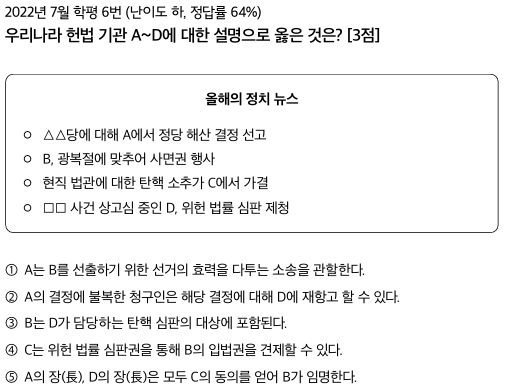 2022년 7월 학평 6번 (난이도 하, 정답률 64%)
우리나라 헌법 기관 A~D에 대한 설명으로 옳은 것은? [3점]
올해의 정치 뉴스
○ △△당에 대해 A에서 정당 해산 결정 선고
○ B, 광복절에 맞추어 사면권 행사
○ 현직 법관에 대한 탄핵 소추가 C에서 가결
○ □□ 사건 상고심 중인 D, 위헌 법률 심판 제청
① A는 B를 선출하기 위한 선거의 효력을 다투는 소송을 관할한다.
② A의 결정에 불복한 청구인은 해당 결정에 대해 D에 재항고 할 수 있다.
③ B는 D가 담당하는 탄핵 심판의 대상에 포함된다.
④ C는 위헌 법률 심판권을 통해 B의 입법권을 견제할 수 있다.
⑤ A의 장(長), D의 장(長)은 모두 C의 동의를 얻어 B가 임명한다.